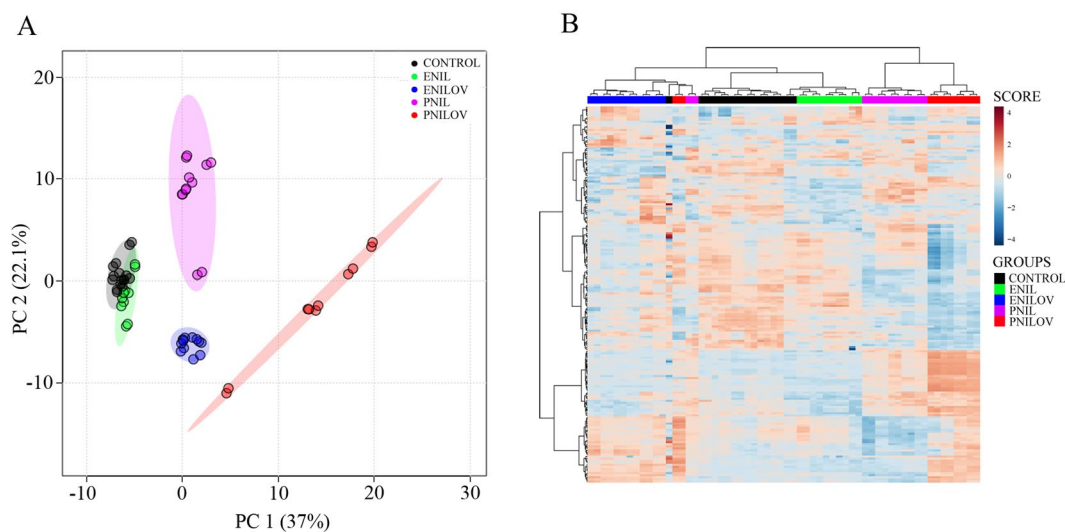 A
20
10
0
-10
-10
0
10
20
30
PC 2 (22.1%)
PC 1 (37%)
CONTROL
ENIL
ENILOV
PNIL
PNILOV
B
SCORE
4
2
0
-2
-4
GROUPS
CONTROL
ENIL
ENILOV
PNIL
PNILOV